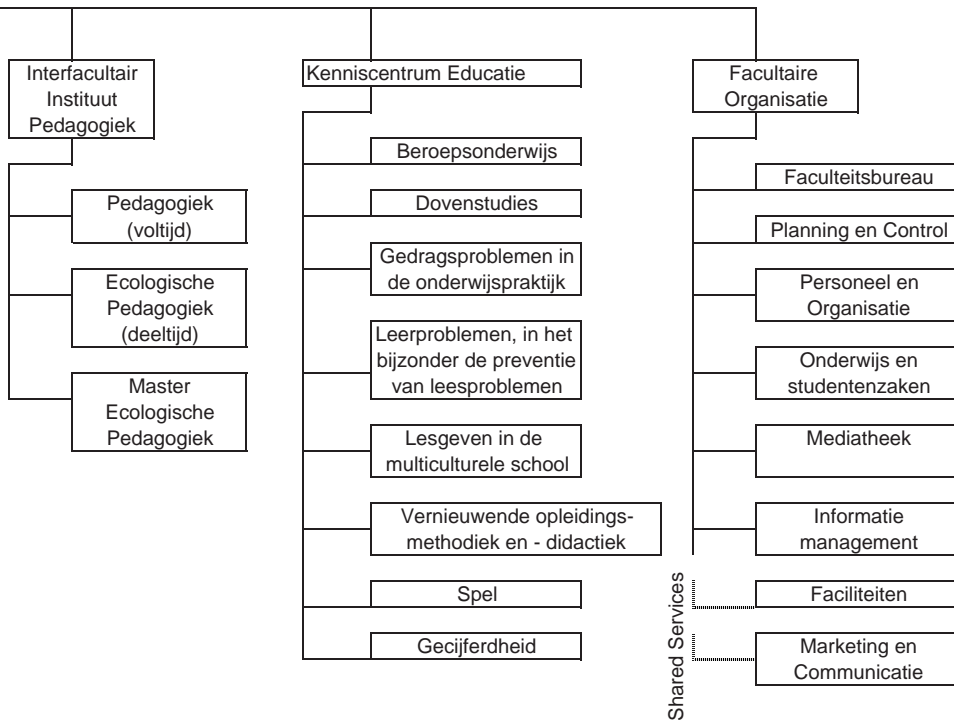 Interfacultair
Instituut
Pedagogiek
Pedagogiek
(voltijd)
Ecologische
Pedagogiek
(deeltijd)
Master
Ecologische
Pedagogiek
Kenniscentrum Educatie
Beroepsonderwijs
Dovenstudies
Gedragsproblemen in
de onderwijspraktijk
Leerproblemen, in het
bijzonder de preventie
van leesproblemen
Lesgeven in de
multiculturele school
Vernieuwende opleidings-
methodiek en - didactiek
Spel
Gecijferdheid
Facultaire
Organisatie
Faculteitsbureau
Planning en Control
Personeel en
Organisatie
Onderwijs en
studentenzaken
Mediatheek
Informatie
management
Shared Services
Faciliteiten
Marketing en
Communicatie